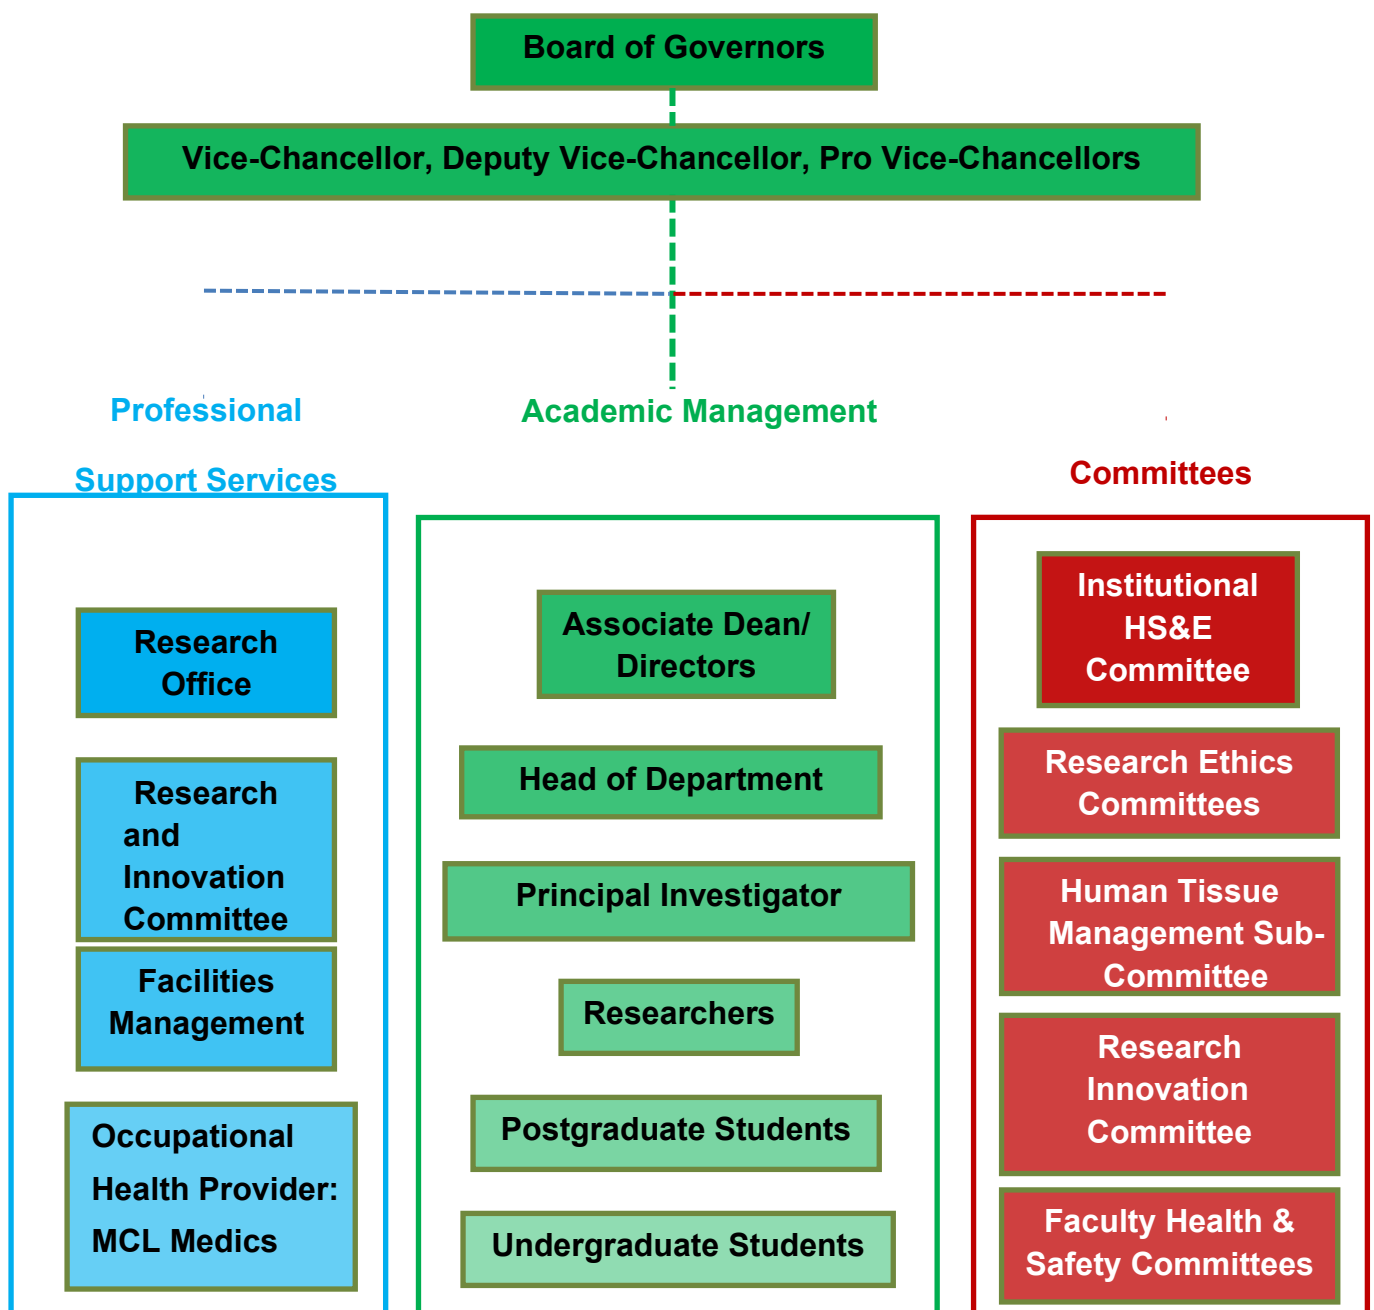 Board of Governors
Vice-Chancellor, Deputy Vice-Chancellor, Pro Vice-Chancellors
Professional
Support Services
Academic Management
Committees
Research
Office
Research
and
Innovation
Committee
Facilities
Management
Occupational
Health Provider:
MCL Medics
Associate Dean/
Directors
Head of Department
Principal Investigator
Researchers
Postgraduate Students
Undergraduate Students
Institutional
HS&E
Committee
Research Ethics
Committees
Human Tissue
Management Sub-
Committee
Research
Innovation
Committee
Faculty Health &
Safety Committees